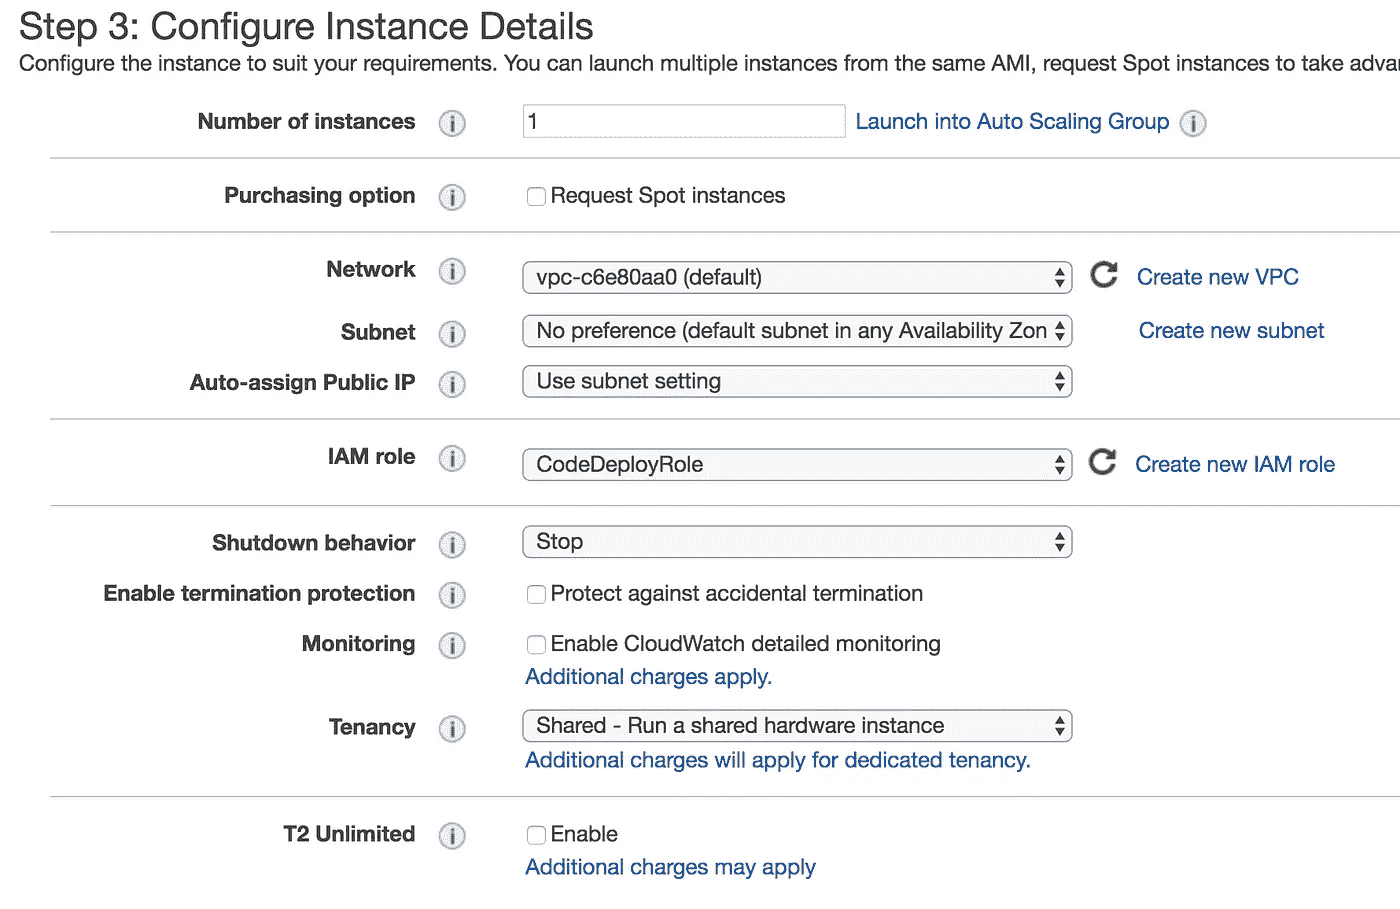 Step 3: Configure Instance Details
Configure the instance to suit your requirements. You can launch multiple instances from the same AMI, request Spot instances to take
Number of instances 1 Launch into Auto Scaling Group
Purchasing option Request Spot instances
Network vpc-c6e80aa0 (default) Create new VPC
Subnet No preference (default subnet in any Availability Zon Create new subnet
Auto-assign Public IP Use subnet setting
IAM role CodeDeployRole Create new IAM role
Shutdown behavior Stop
Enable termination protection Protect against accidental termination
Monitoring Enable CloudWatch detailed monitoring
Additional charges apply.
Tenancy Shared - Run a shared hardware instance
Additional charges will apply for dedicated tenancy.
T2 Unlimited Enable
Additional charges may apply